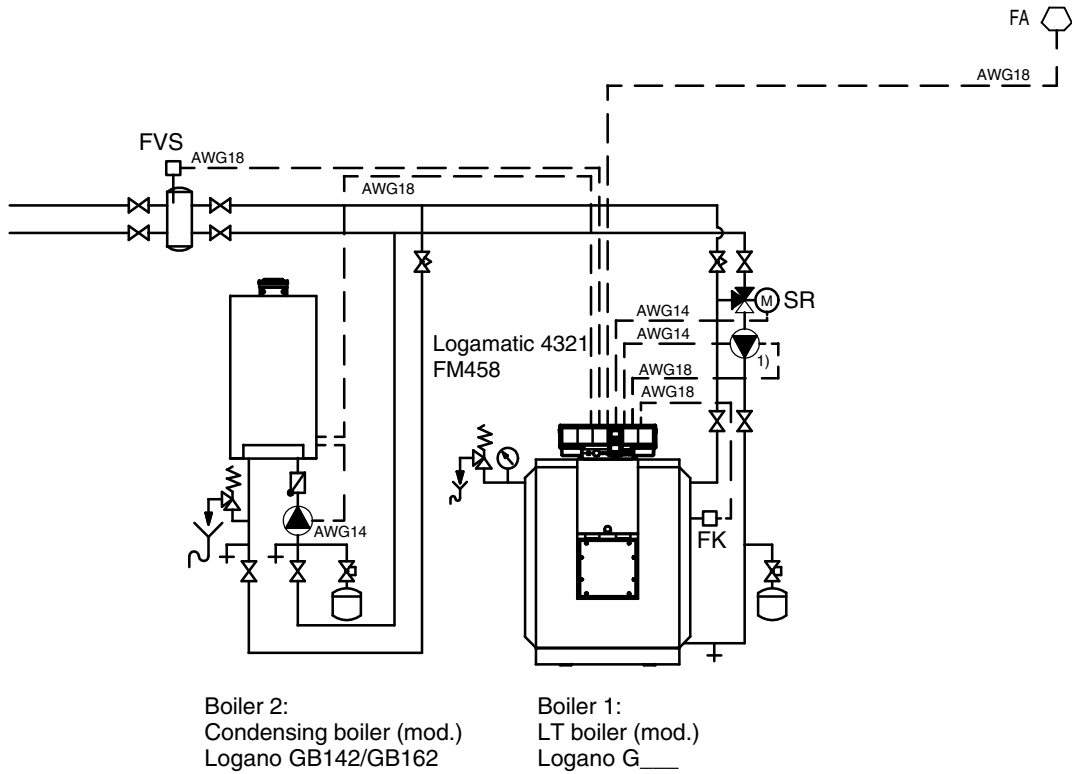 FA
AWG18
FVS
AWG18
AWG18
AWG14
SR
M
Logamatic 4321
FM458
AWG14
1)
AWG18
AWG18
FK
AWG14
Boiler 2:
Condensing boiler (mod.)
Logano GB142/GB162
Boiler 1:
LT boiler (mod.)
Logano G___